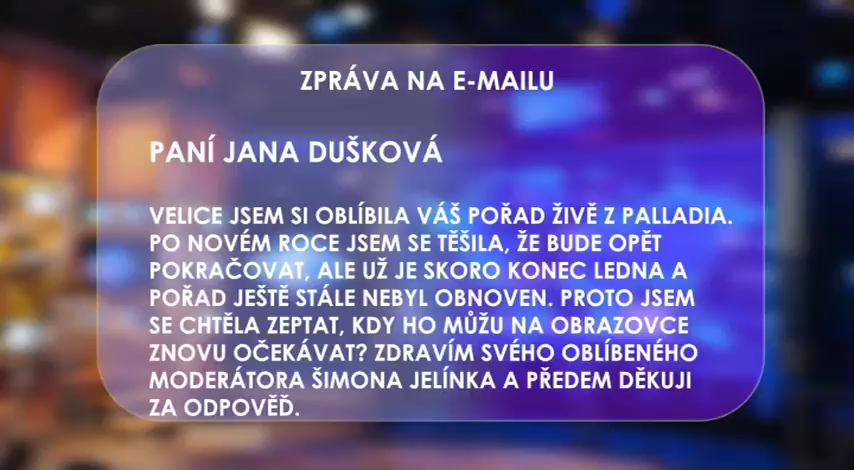 ZPRÁVA NA E-MAILU
PANÍ JANA DUŠKOVÁ
VELICE JSEM SI OBLÍBILA VÁŠ POŘAD ŽIVĚ Z PALLADIA.
PO NOVÉM ROCE JSEM SE TĚŠILA, ŽE BUDE OPĚT
POKRAČOVAT, ALE UŽ JE SKORO KONEC LEDNA A
POŘAD JEŠTĚ STÁLE NEBYL OBNOVEN. PROTO JSEM
SE CHTĚLA ZEPTAT, KDY HO MŮŽU NA OBRAZOVCE
ZNOVU OČEKÁVAT? ZDRAVÍM SVÉHO OBLÍBENÉHO
MODERÁTORA ŠIMONA JELÍNKA A PŘEDEM DĚKUJI
ZA ODPOVĚĎ.